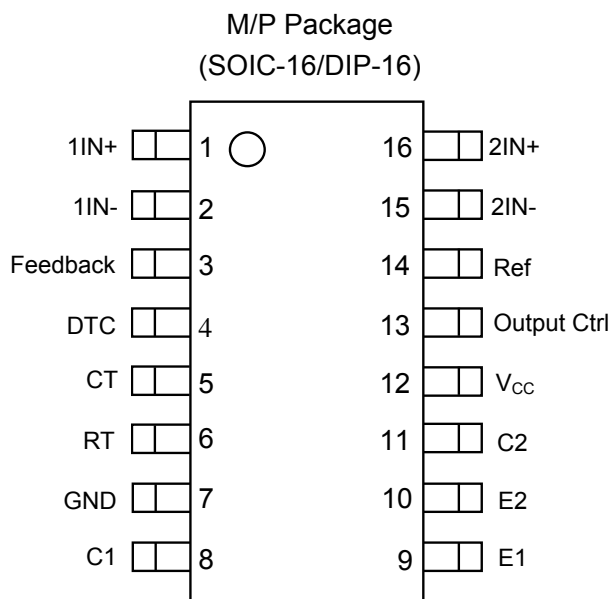 M/P Package
(SOIC-16/DIP-16)
1IN+ 1 16 2IN+
1IN- 2 15 2IN-
Feedback 3 14 Ref
DTC 4 13 Output Ctrl
CT 5 12 VCC
RT 6 11 C2
GND 7 10 E2
C1 8 9 E1